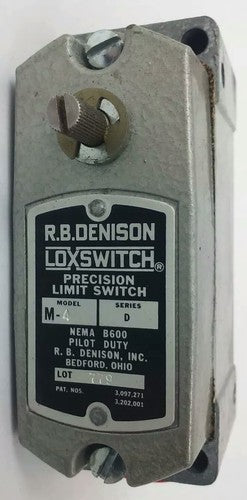 R.B.DENISON
LOXSWITCH®
PRECISION
LIMIT SWITCH
MODEL SERIES
M-4 D
NEMA B600
PILOT DUTY
R. B. DENISON, INC.
BEDFORD, OHIO
LOT
PAT. NOS. 3,097,271
3,202,001